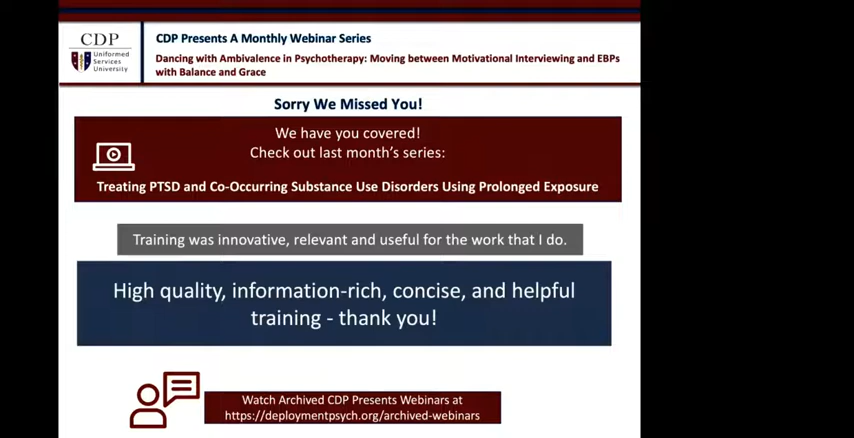 CDP
Uniformed
Services
University
CDP Presents A Monthly Webinar Series
Dancing with Ambivalence in Psychotherapy: Moving between Motivational Interviewing and EBPs
with Balance and Grace
Sorry We Missed You!
We have you covered!
Check out last month's series:
Treating PTSD and Co-Occurring Substance Use Disorders Using Prolonged Exposure
Training was innovative, relevant and useful for the work that I do.
High quality, information-rich, concise, and helpful
training - thank you!
Watch Archived CDP Presents Webinars at
https://deploymentpsych.org/archived-webinars